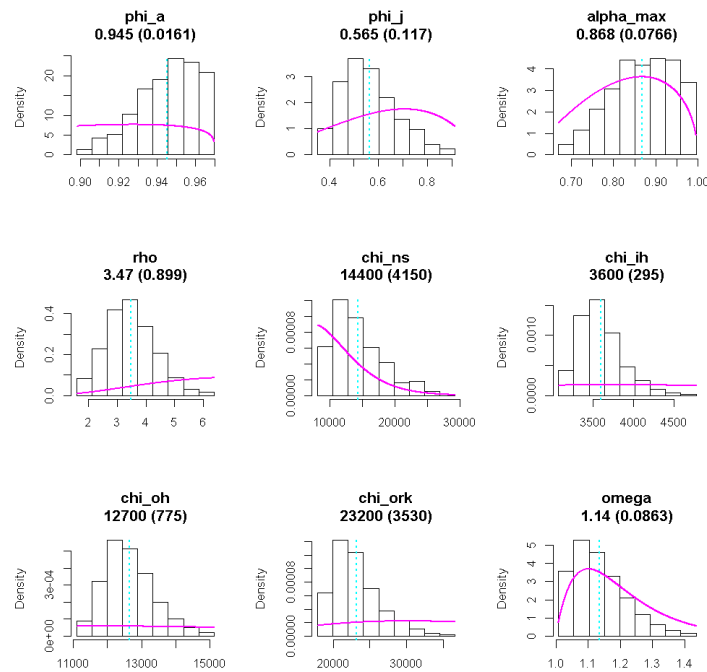 phi_a
0.945 (0.0161)
Density
0 5 10 20
0.90 0.92 0.94 0.96
phi_j
0.565 (0.117)
Density
0 1 2 3
0.4 0.6 0.8
alpha_max
0.868 (0.0766)
Density
0 1 2 3 4
0.70 0.80 0.90 1.00
rho
3.47 (0.899)
Density
0.0 0.2 0.4
2 3 4 5 6
chi_ns
14400 (4150)
Density
0.00000 0.00008
10000 20000 30000
chi_ih
3600 (295)
Density
0.0000 0.0010
3500 4000 4500
chi_oh
12700 (775)
Density
0e+00 3e-04
11000 13000 15000
chi_ork
23200 (3530)
Density
0.00000 0.00008
20000 30000
omega
1.14 (0.0863)
Density
0 1 2 3 4 5
1.0 1.1 1.2 1.3 1.4